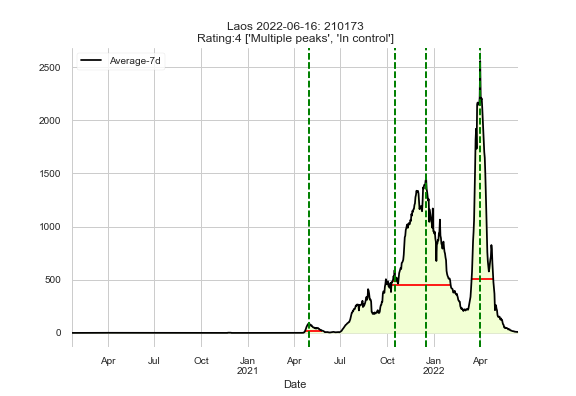 Laos 2022-06-16: 210173
Rating:4 ['Multiple peaks', 'In control']
Average-7d
2500
2000
1500
1000
500
0
Apr Jul Oct Jan Apr Jul Oct Jan Apr
2021 2022
Date